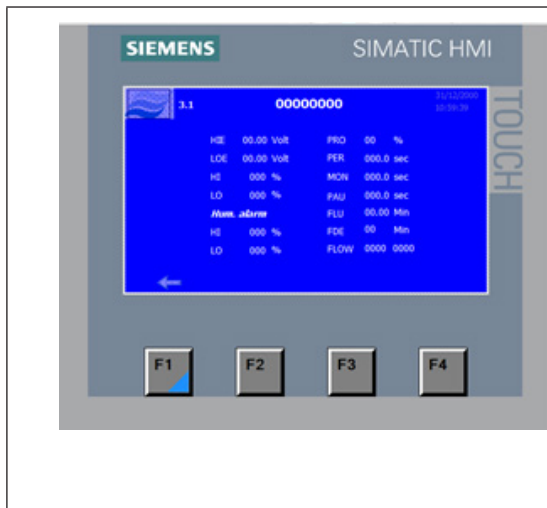 SIEMENS
SIMATIC HMI
TOUCH
3.1
00000000
31/12/2000
10:59:39
HIE 00.00 Volt PRO 00 %
LOE 00.00 Volt PER 000.0 sec
HI 000 % MON 000.0 sec
LO 000 % PAU 000.0 sec
Hum. alarm FLU 00.00 Min
HI 000 % FDE 00 Min
LO 000 % FLOW 0000 0000
F1 F2 F3 F4